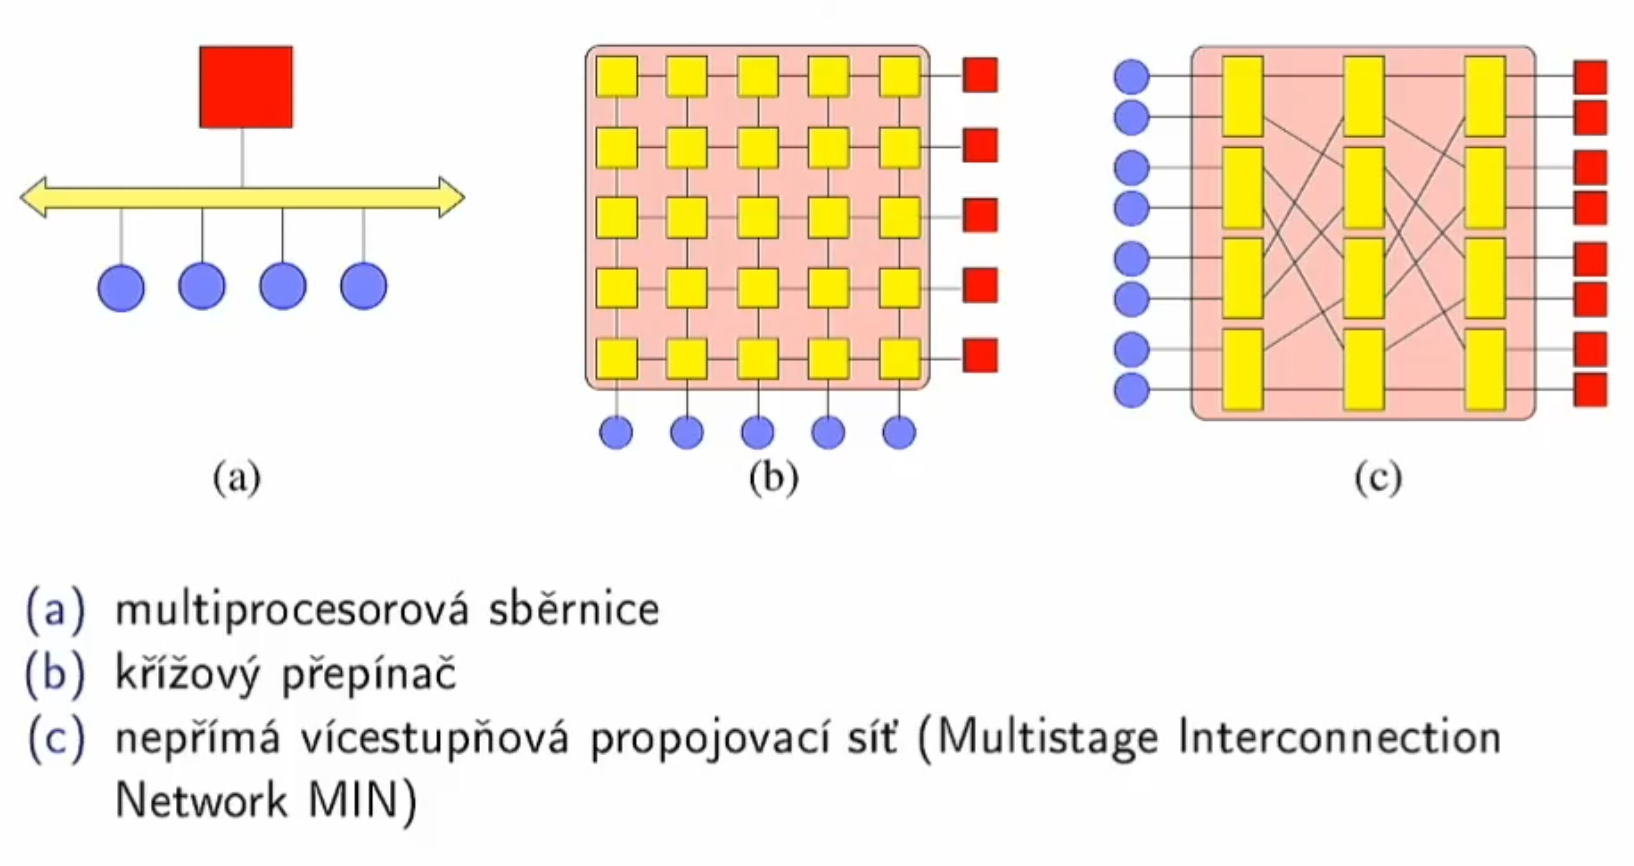 (a)
(b)
(c)
(a) multiprocesorová sběrnice
(b) křížový přepínač
(c) nepřímá vícestupňová propojovací síť (Multistage Interconnection
Network MIN)